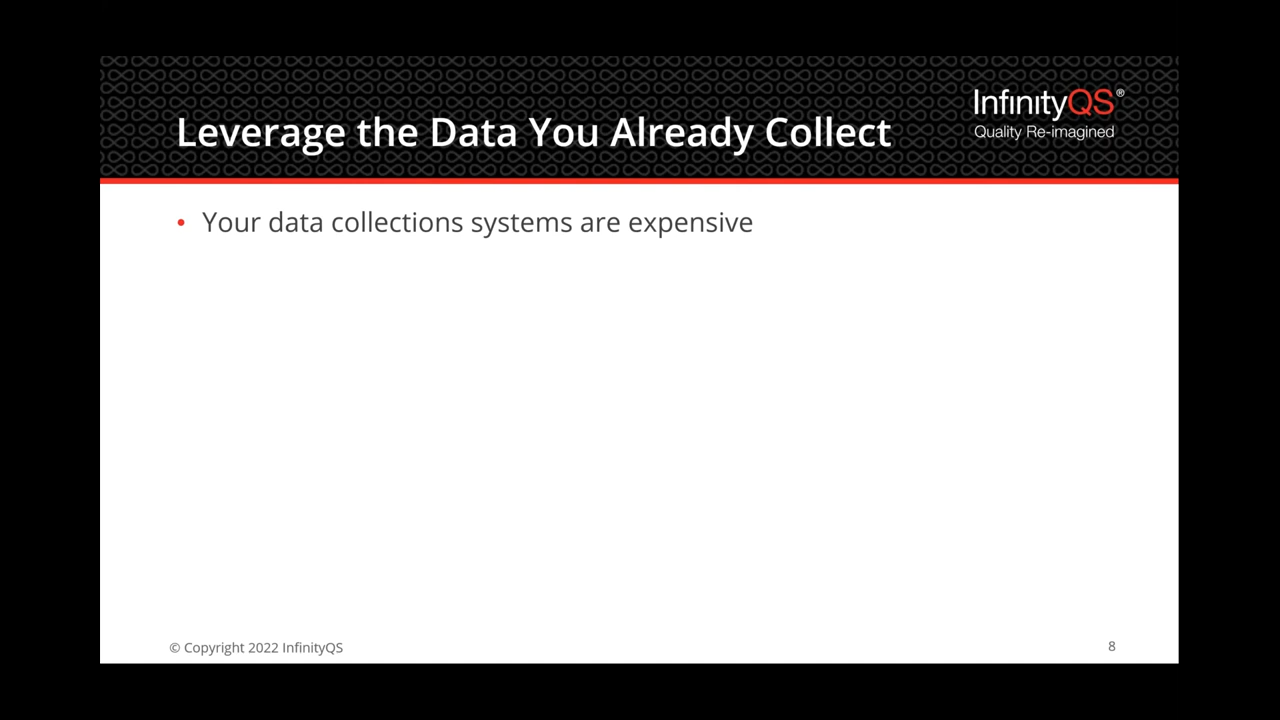 Leverage the Data You Already Collect
InfinityQS®
Quality Re-imagined
• Your data collections systems are expensive
© Copyright 2022 InfinityQS
8